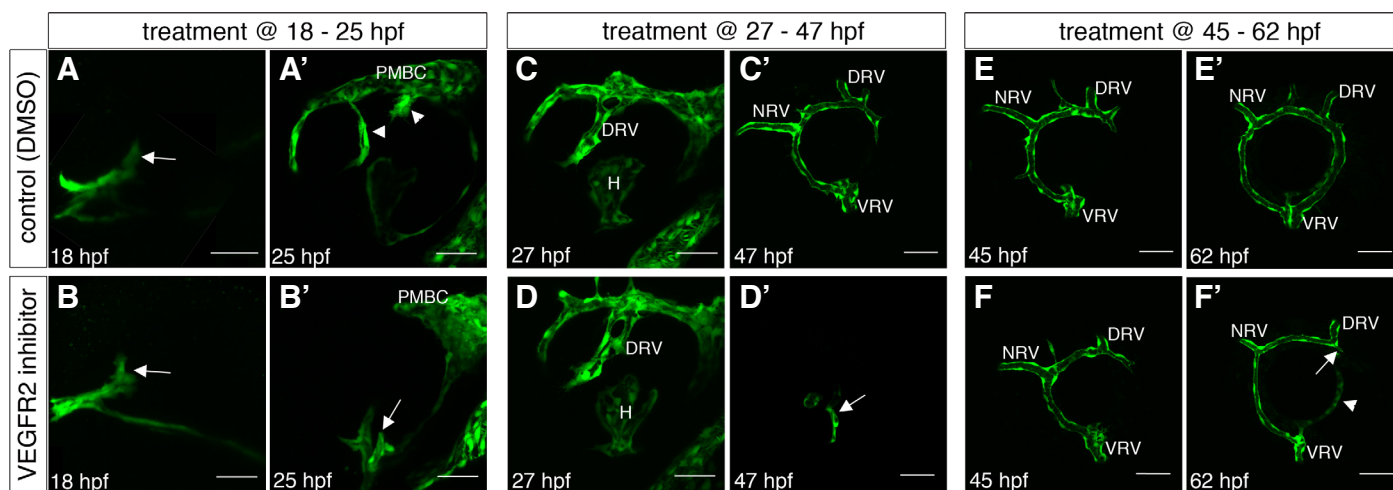 treatment @ 18 - 25 hpf
treatment @ 27 - 47 hpf
treatment @ 45 - 62 hpf
control (DMSO)
A
18 hpf
A’
PMBC
25 hpf
C
DRV
H
27 hpf
C’
DRV
NRV
VRV
47 hpf
E
DRV
NRV
VRV
45 hpf
E’
DRV
NRV
VRV
62 hpf
VEGFR2 inhibitor
B
18 hpf
B’
PMBC
25 hpf
D
DRV
H
27 hpf
D’
47 hpf
F
DRV
NRV
VRV
45 hpf
F’
DRV
NRV
VRV
62 hpf